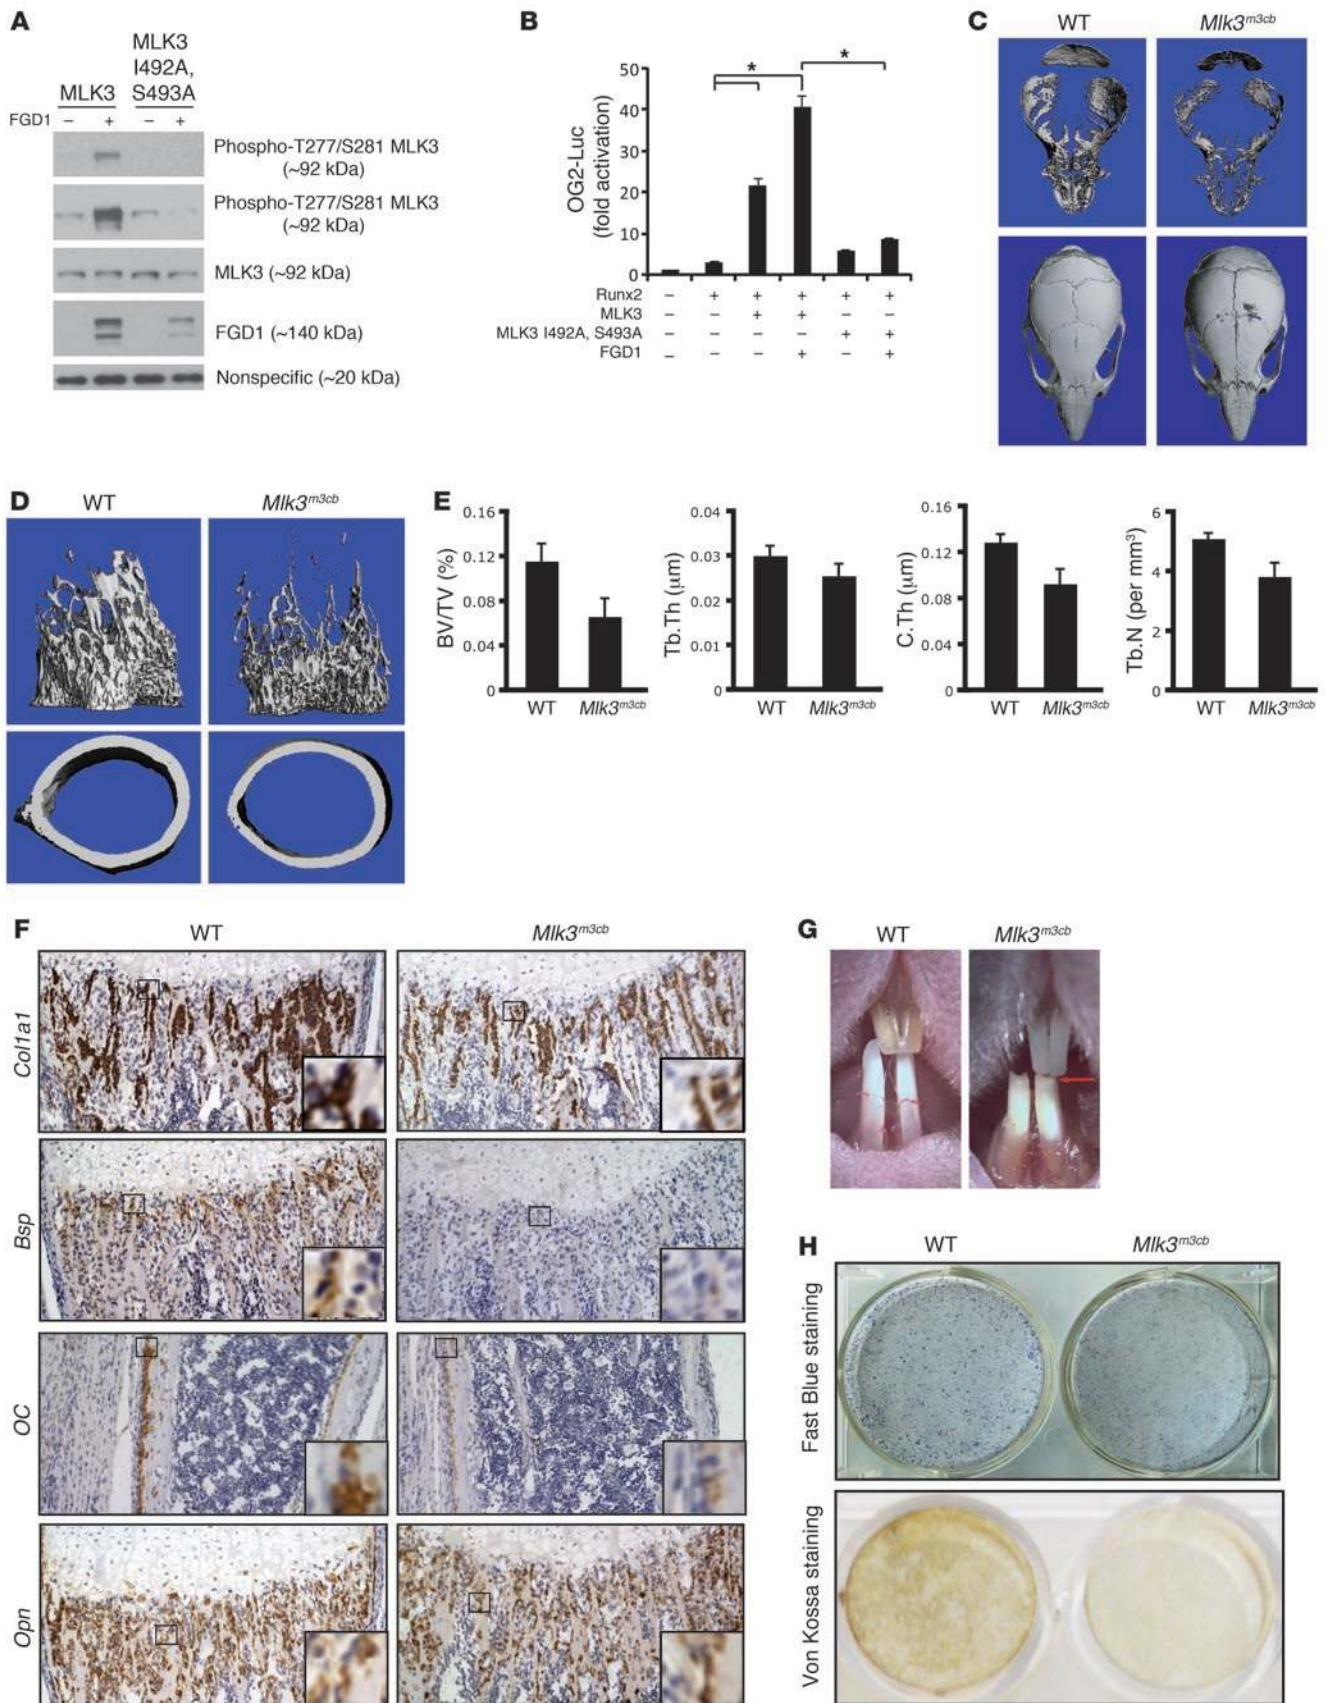 A
MLK3
MLK3
I492A,
S493A
FGD1 − + − +
Phospho-T277/S281 MLK3
(~92 kDa)
Phospho-T277/S281 MLK3
(~92 kDa)
MLK3 (~92 kDa)
FGD1 (~140 kDa)
Nonspecific (~20 kDa)
B
* *
OG2-Luc
(fold activation)
50
40
30
20
10
0
Runx2 − + + + + +
MLK3 − + +
MLK3 I492A, S493A − + +
FGD1 − + +
C
WT Mlk3m3cb
D
WT Mlk3m3cb
E
BV/TV (%)
0.16
0.12
0.08
0.04
0
WT Mlk3m3cb
Tb.Th (μm)
0.04
0.03
0.02
0.01
0
WT Mlk3m3cb
C.Th (μm)
0.16
0.12
0.08
0.04
0
WT Mlk3m3cb
Tb.N (per mm³)
6
4
2
0
WT Mlk3m3cb
F
WT Mlk3m3cb
Col1a1
Bsp
OC
Opn
G
WT Mlk3m3cb
H
WT Mlk3m3cb
Fast Blue staining
Von Kossa staining